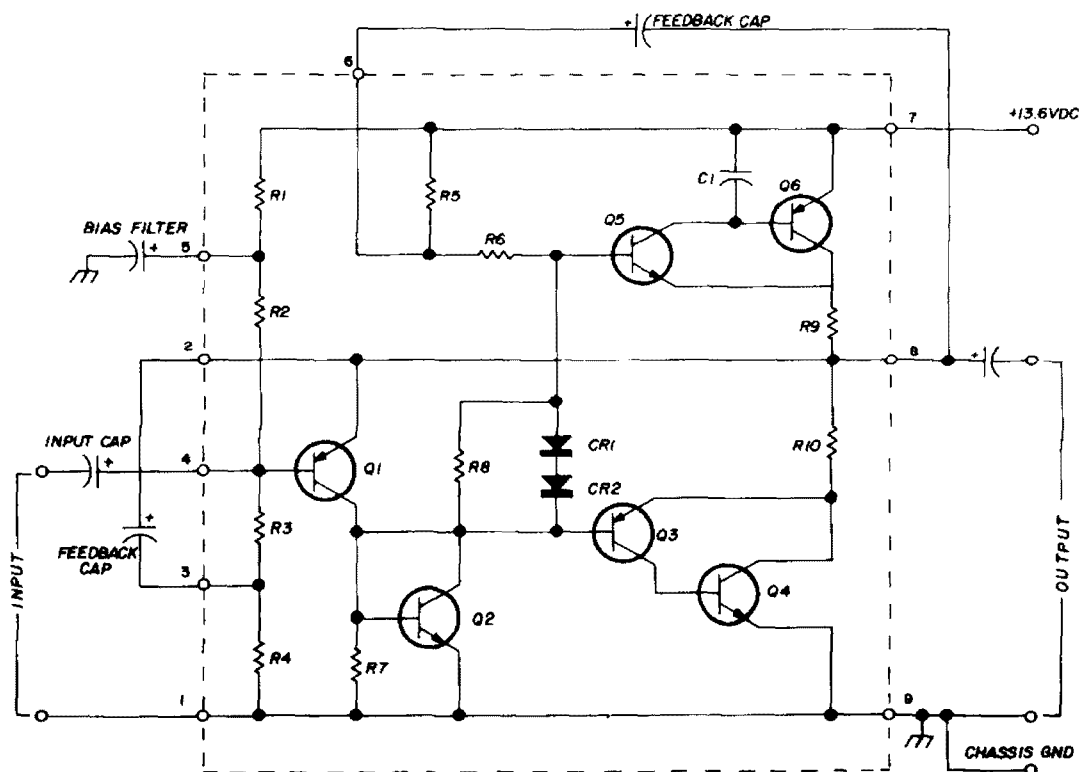 FEEDBACK CAP
6
7
+13.6VDC
R1
R5
C1
Q6
Q5
BIAS FILTER
+
5
R6
R2
R9
2
8
+
INPUT CAP
+
4
Q1
R8
CR1
R10
CR2
+
FEEDBACK
CAP
R3
Q3
3
INPUT
Q2
Q4
OUTPUT
R4
R7
1
9
CHASSIS GND
+